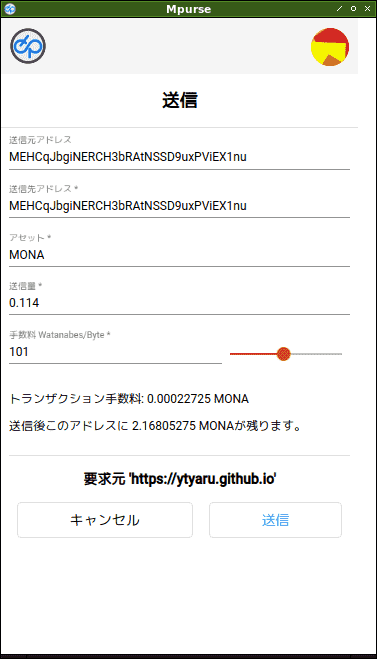 Mpurse
送信
送信元アドレス
MEHCqJbgiNERCH3bRAtNSSD9uxPViEX1nu
送信先アドレス *
MEHCqJbgiNERCH3bRAtNSSD9uxPViEX1nu
アセット *
MONA
送信量 *
0.114
手数料 Watanabes/Byte *
101
トランザクション手数料: 0.00022725 MONA
送信後このアドレスに 2.16805275 MONAが残ります。
要求元 'https://ytyaru.github.io'
キャンセル 送信